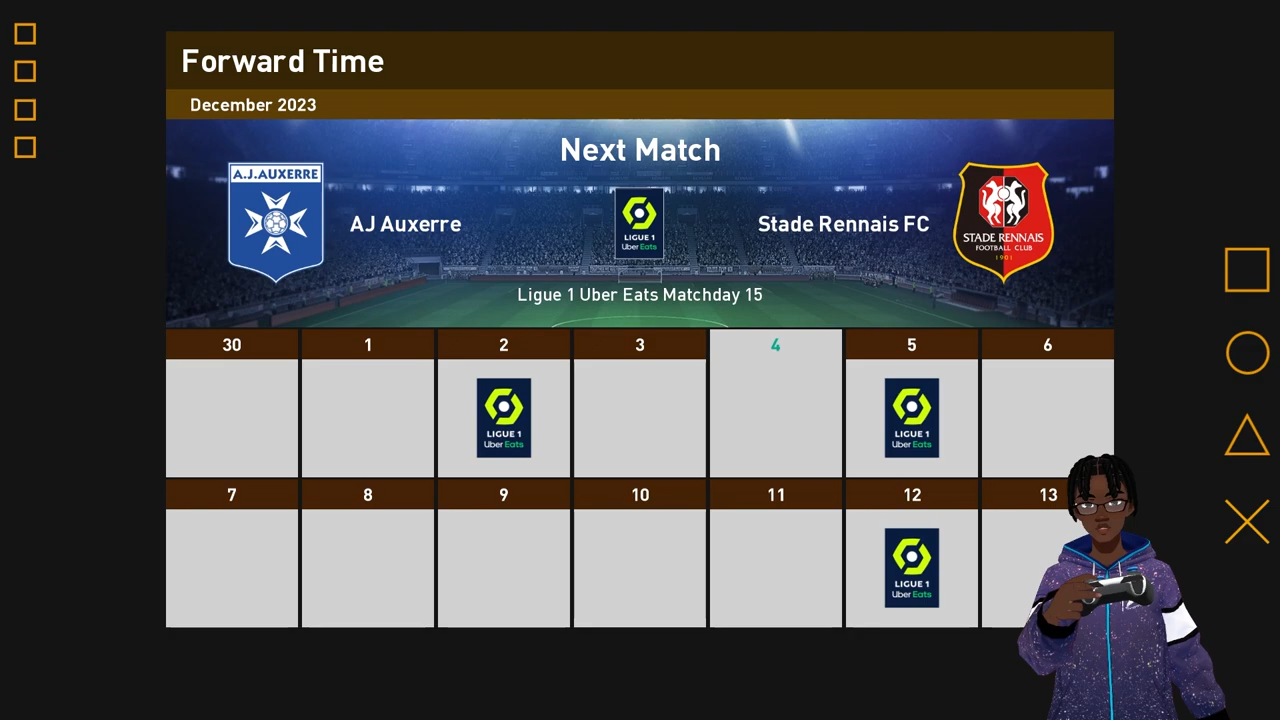 Forward Time
December 2023
Next Match
A.J.AUXERRE
AJ Auxerre
LIGUE 1
Uber Eats
Stade Rennais FC
STADE RENNAIS
FOOTBALL CLUB
1901
Ligue 1 Uber Eats Matchday 15
30 1 2 3 4 5 6
LIGUE 1
Uber Eats
LIGUE 1
Uber Eats
7 8 9 10 11 12 13
LIGUE 1
Uber Eats